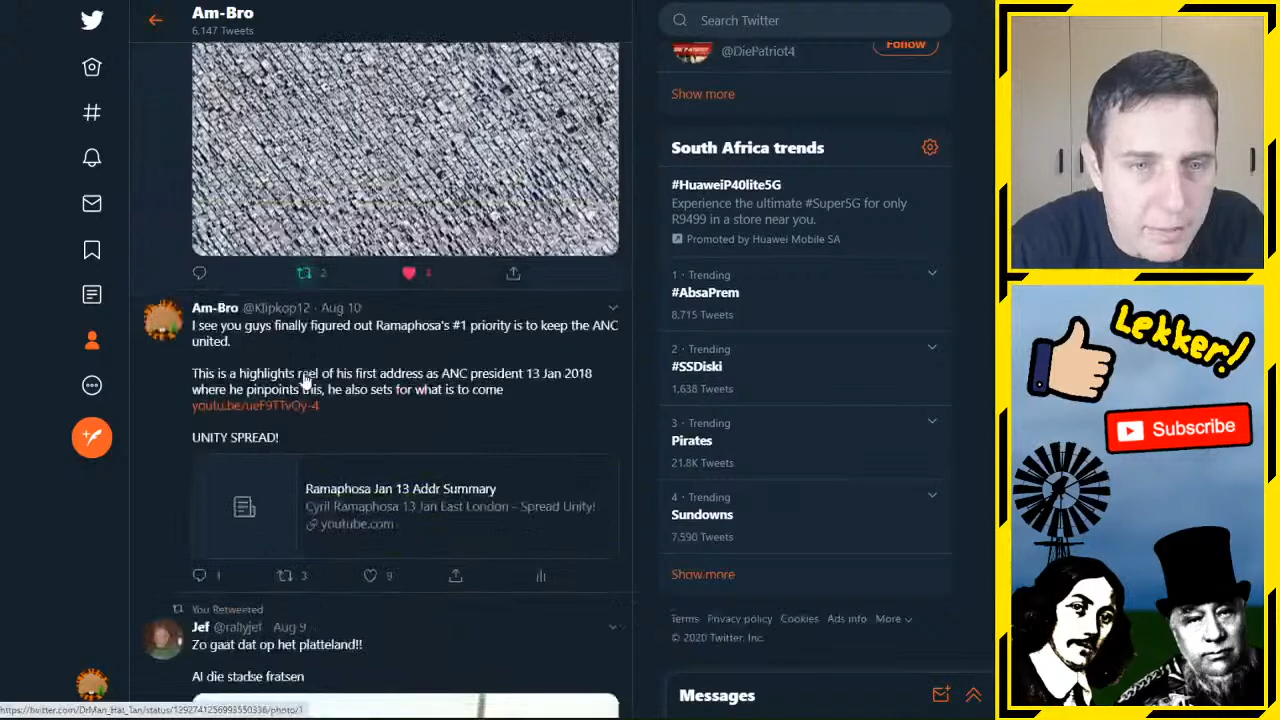 Am-Bro
6,147 Tweets
Search Twitter
@DiePatriot4
Follow
Show more
South Africa trends
#HuaweiP40lite5G
Experience the ultimate #Super5G for only
R9499 in a store near you.
Promoted by Huawei Mobile SA
1 · Trending
#AbsaPrem
8,715 Tweets
2 · Trending
#SSDiski
1,638 Tweets
3 · Trending
Pirates
21.8K Tweets
4 · Trending
Sundowns
7,590 Tweets
Show more
Terms Privacy policy Cookies Ads info More
© 2020 Twitter, Inc.
Messages
2
Am-Bro @Klipkop12 · Aug 10
I see you guys finally figured out Ramaphosa's #1 priority is to keep the ANC
united.
This is a highlights reel of his first address as ANC president 13 Jan 2018
where he pinpoints this, he also sets for what is to come
youtu.be/ueF9TTvQy-4
UNITY SPREAD!
Ramaphosa Jan 13 Addr Summary
Cyril Ramaphosa 13 Jan East London - Spread Unity!
youtube.com
1 3 9
You Retweeted
Jef @rallyjef · Aug 9
Zo gaat dat op het platteland!!
Al die stadse fratsen
Lekker!
Subscribe